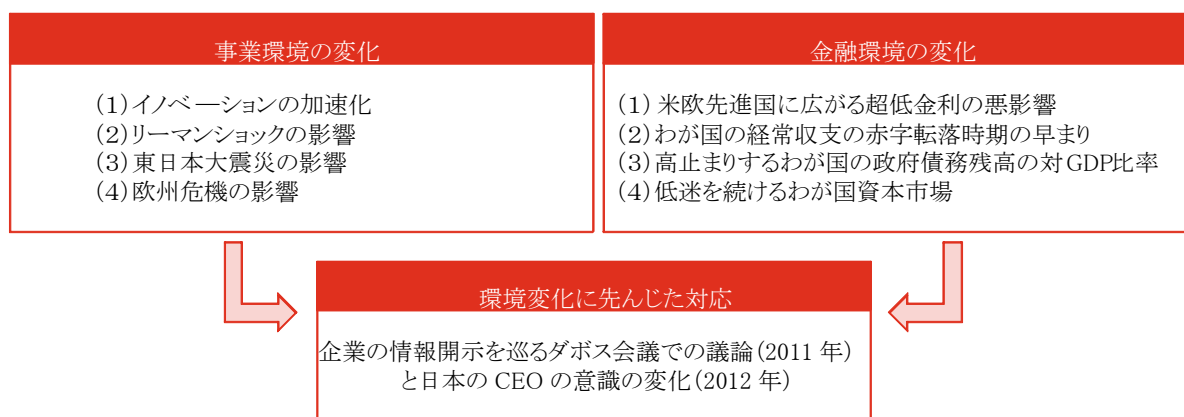 事業環境の変化
(1)イノベーションの加速化
(2)リーマンショックの影響
(3)東日本大震災の影響
(4)欧州危機の影響
金融環境の変化
(1)米欧先進国に広がる超低金利の悪影響
(2)わが国の経常収支の赤字転落時期の早まり
(3)高止まりするわが国の政府債務残高の対GDP比率
(4)低迷を続けるわが国資本市場
環境変化に先んじた対応
企業の情報開示を巡るダボス会議での議論(2011 年)
と日本の CEO の意識の変化(2012 年)